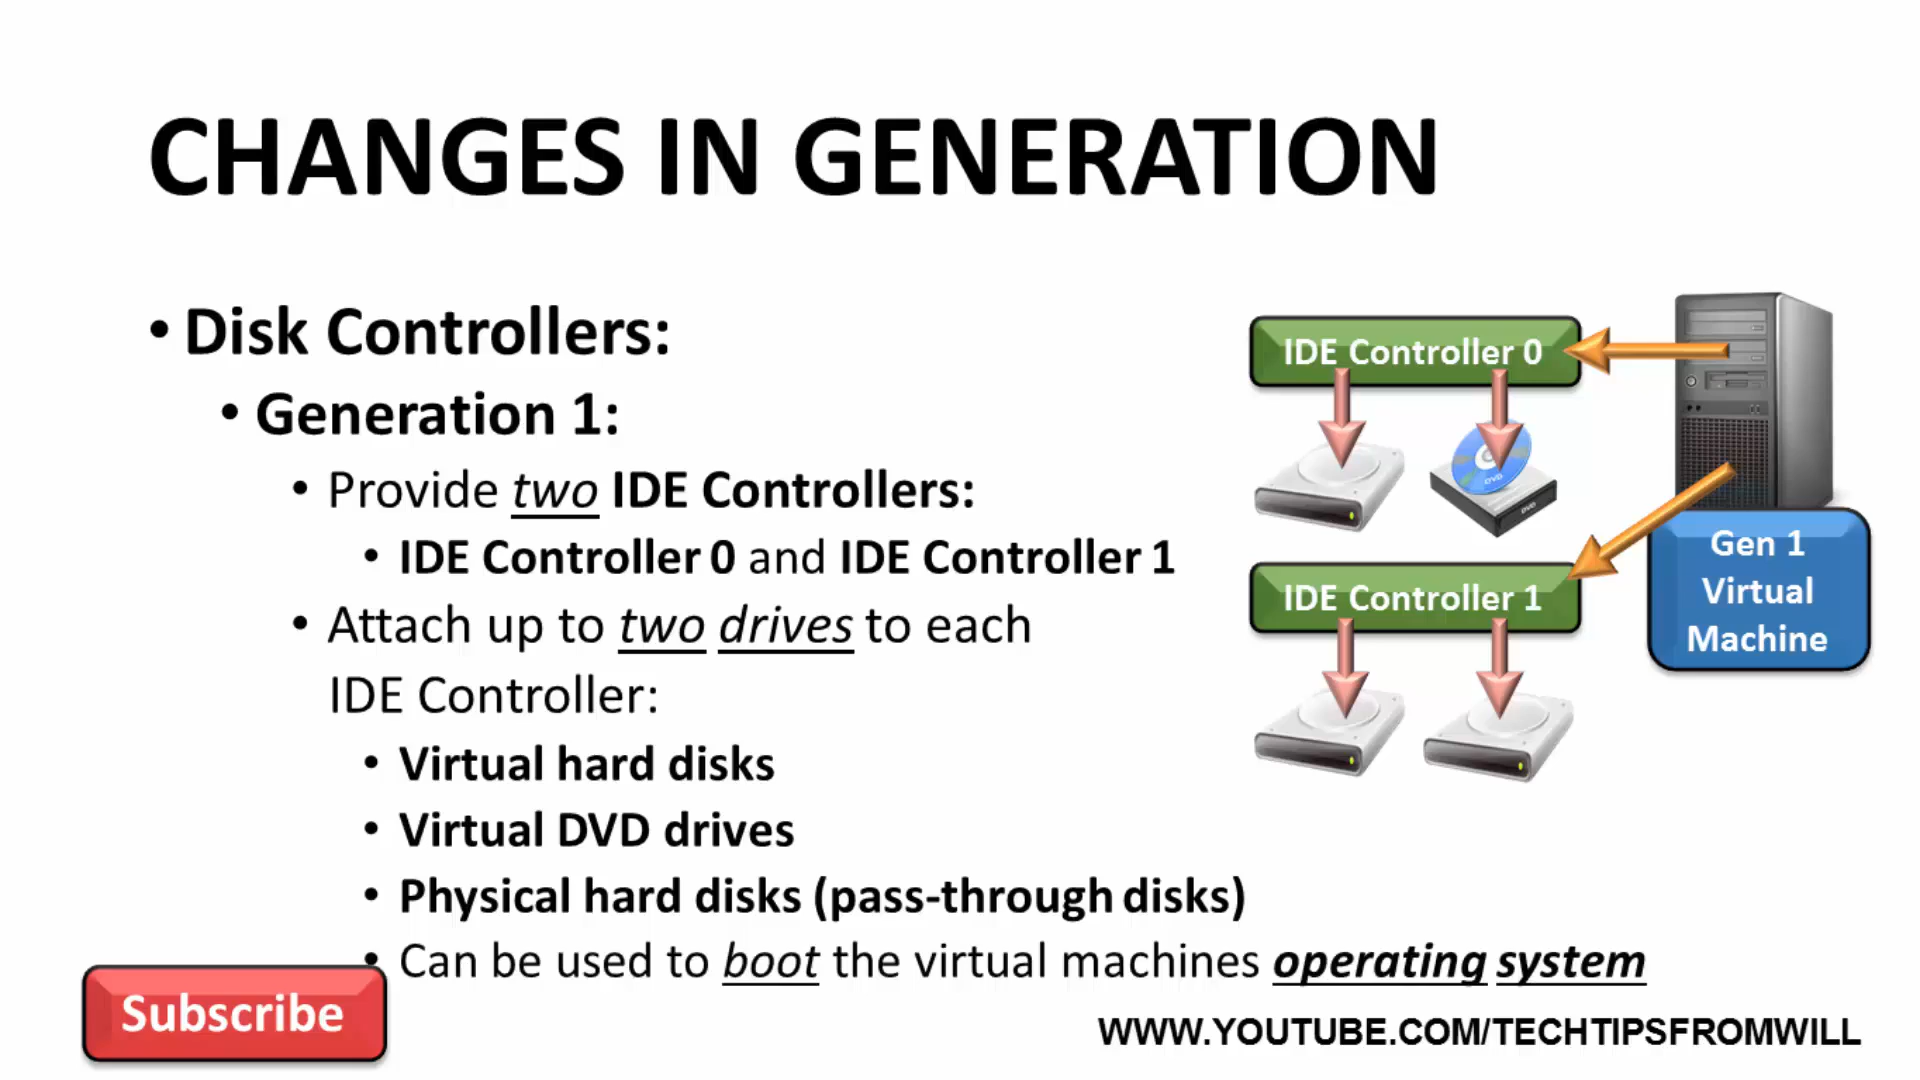 CHANGES IN GENERATION
• Disk Controllers:
• Generation 1:
• Provide two IDE Controllers:
• IDE Controller 0 and IDE Controller 1
• Attach up to two drives to each
IDE Controller:
• Virtual hard disks
• Virtual DVD drives
• Physical hard disks (pass-through disks)
• Can be used to boot the virtual machines operating system
IDE Controller 0
DVD
DVD
IDE Controller 1
Gen 1
Virtual
Machine
Subscribe
WWW.YOUTUBE.COM/TECHTIPSFROMWILL